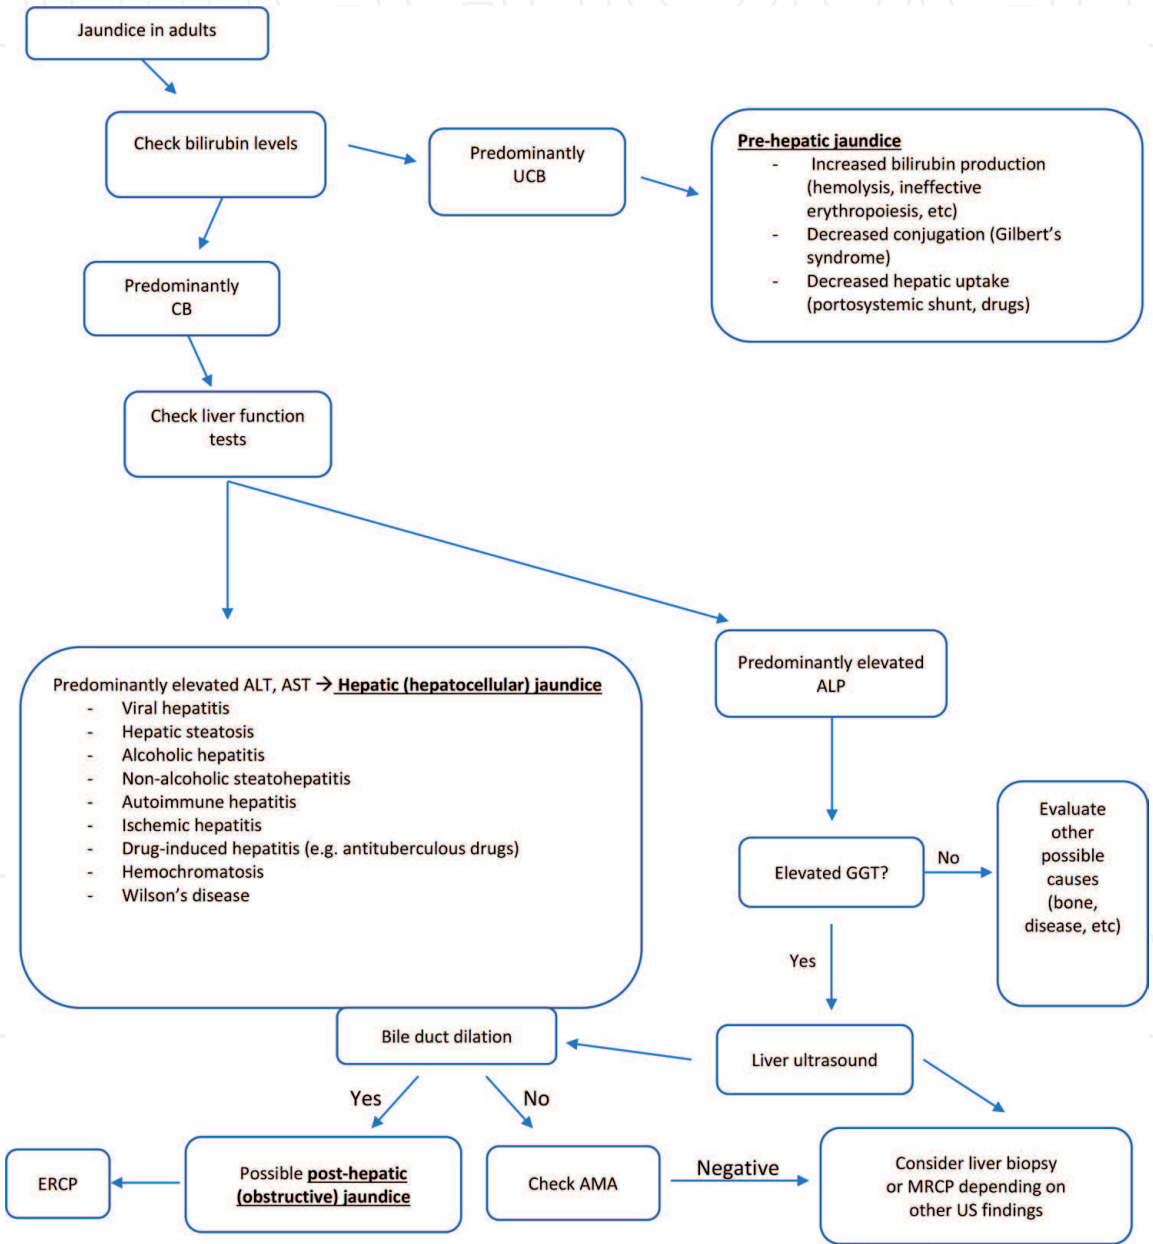 Jaundice in adults
Check bilirubin levels
Predominantly
UCB
Pre-hepatic jaundice
- Increased bilirubin production
(hemolysis, ineffective
erythropoiesis, etc)
- Decreased conjugation (Gilbert's
syndrome)
- Decreased hepatic uptake
(portosystemic shunt, drugs)
Predominantly
CB
Check liver function
tests
Predominantly elevated ALT, AST → Hepatic (hepatocellular) jaundice
- Viral hepatitis
- Hepatic steatosis
- Alcoholic hepatitis
- Non-alcoholic steatohepatitis
- Autoimmune hepatitis
- Ischemic hepatitis
- Drug-induced hepatitis (e.g. antituberculous drugs)
- Hemochromatosis
- Wilson's disease
Predominantly elevated
ALP
Elevated GGT?
No
Evaluate
other
possible
causes
(bone,
disease, etc)
Yes
Liver ultrasound
Bile duct dilation
Yes
No
ERCP
Possible post-hepatic
(obstructive) jaundice
Check AMA
Negative
Consider liver biopsy
or MRCP depending on
other US findings